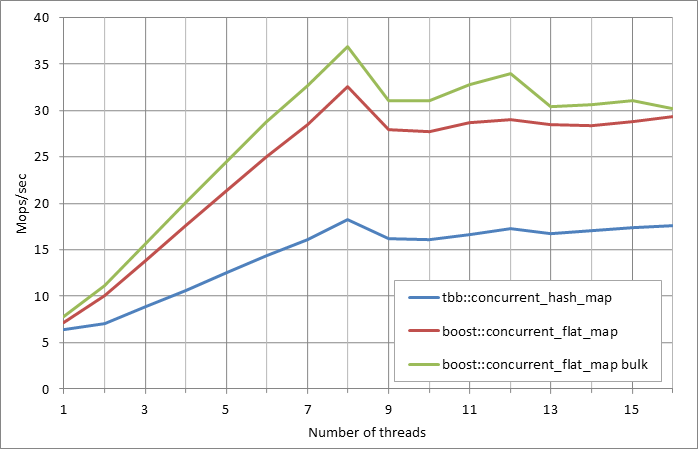 40
35
30
25
20
15
10
5
0
Mops/sec
1 3 5 7 9 11 13 15
Number of threads
tbb::concurrent_hash_map
boost::concurrent_flat_map
boost::concurrent_flat_map bulk